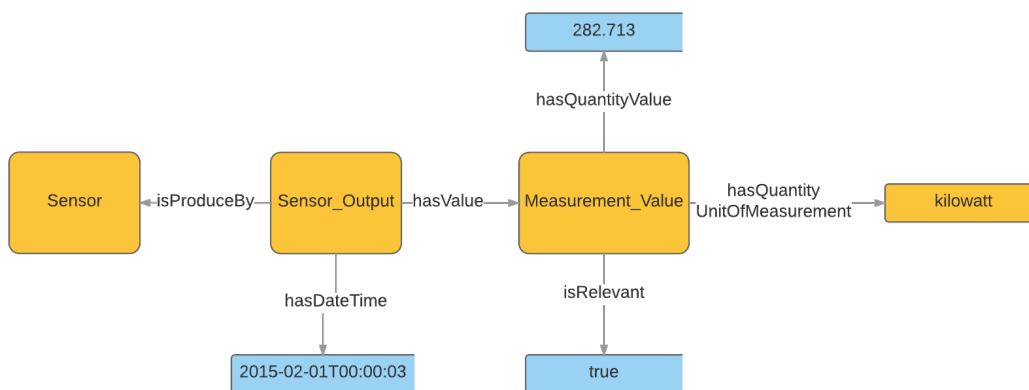 282.713
hasQuantityValue
Sensor
isProduceBy
Sensor_Output
hasValue
Measurement_Value
hasQuantity
UnitOfMeasurement
kilowatt
hasDateTime
isRelevant
2015-02-01T00:00:03
true